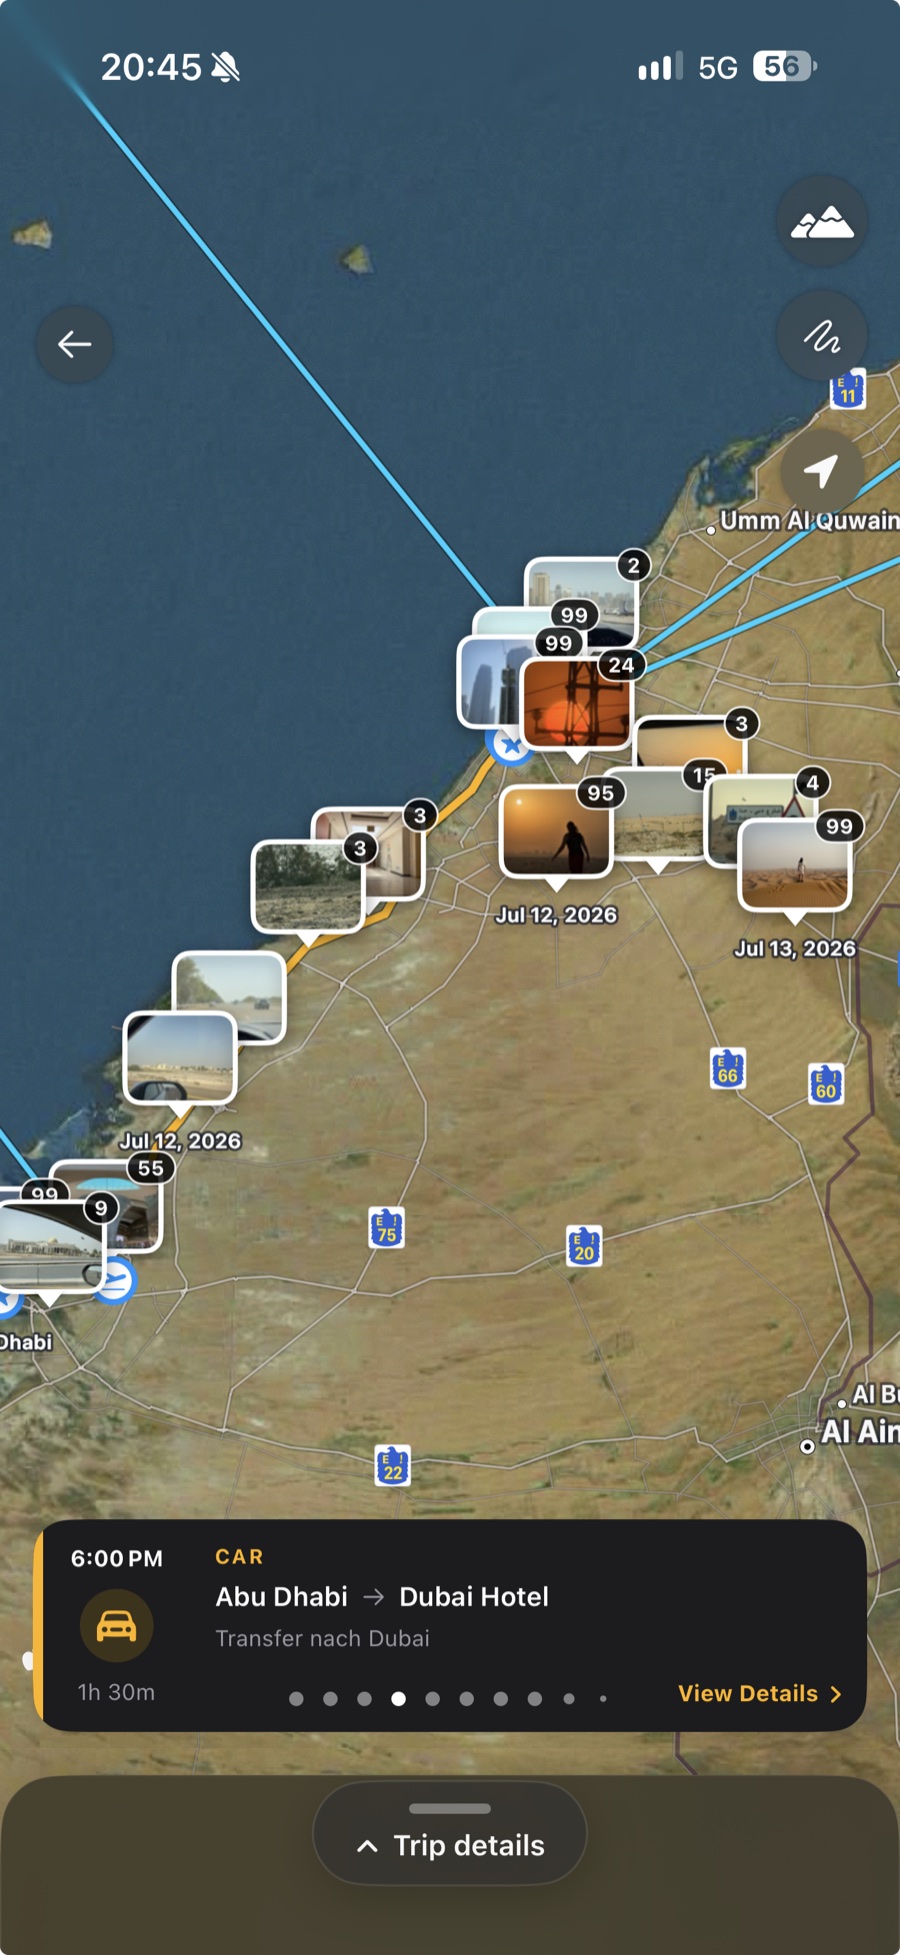 20:45
5G
56
E 11
Umm Al Quwain
2
99
99
24
3
95
15
4
99
3
3
Jul 12, 2026
Jul 13, 2026
E 66
E 60
Jul 12, 2026
55
99
9
E 75
E 20
Dhabi
Al Ain
E 22
6:00 PM
CAR
Abu Dhabi → Dubai Hotel
Transfer nach Dubai
1h 30m
View Details
Trip details